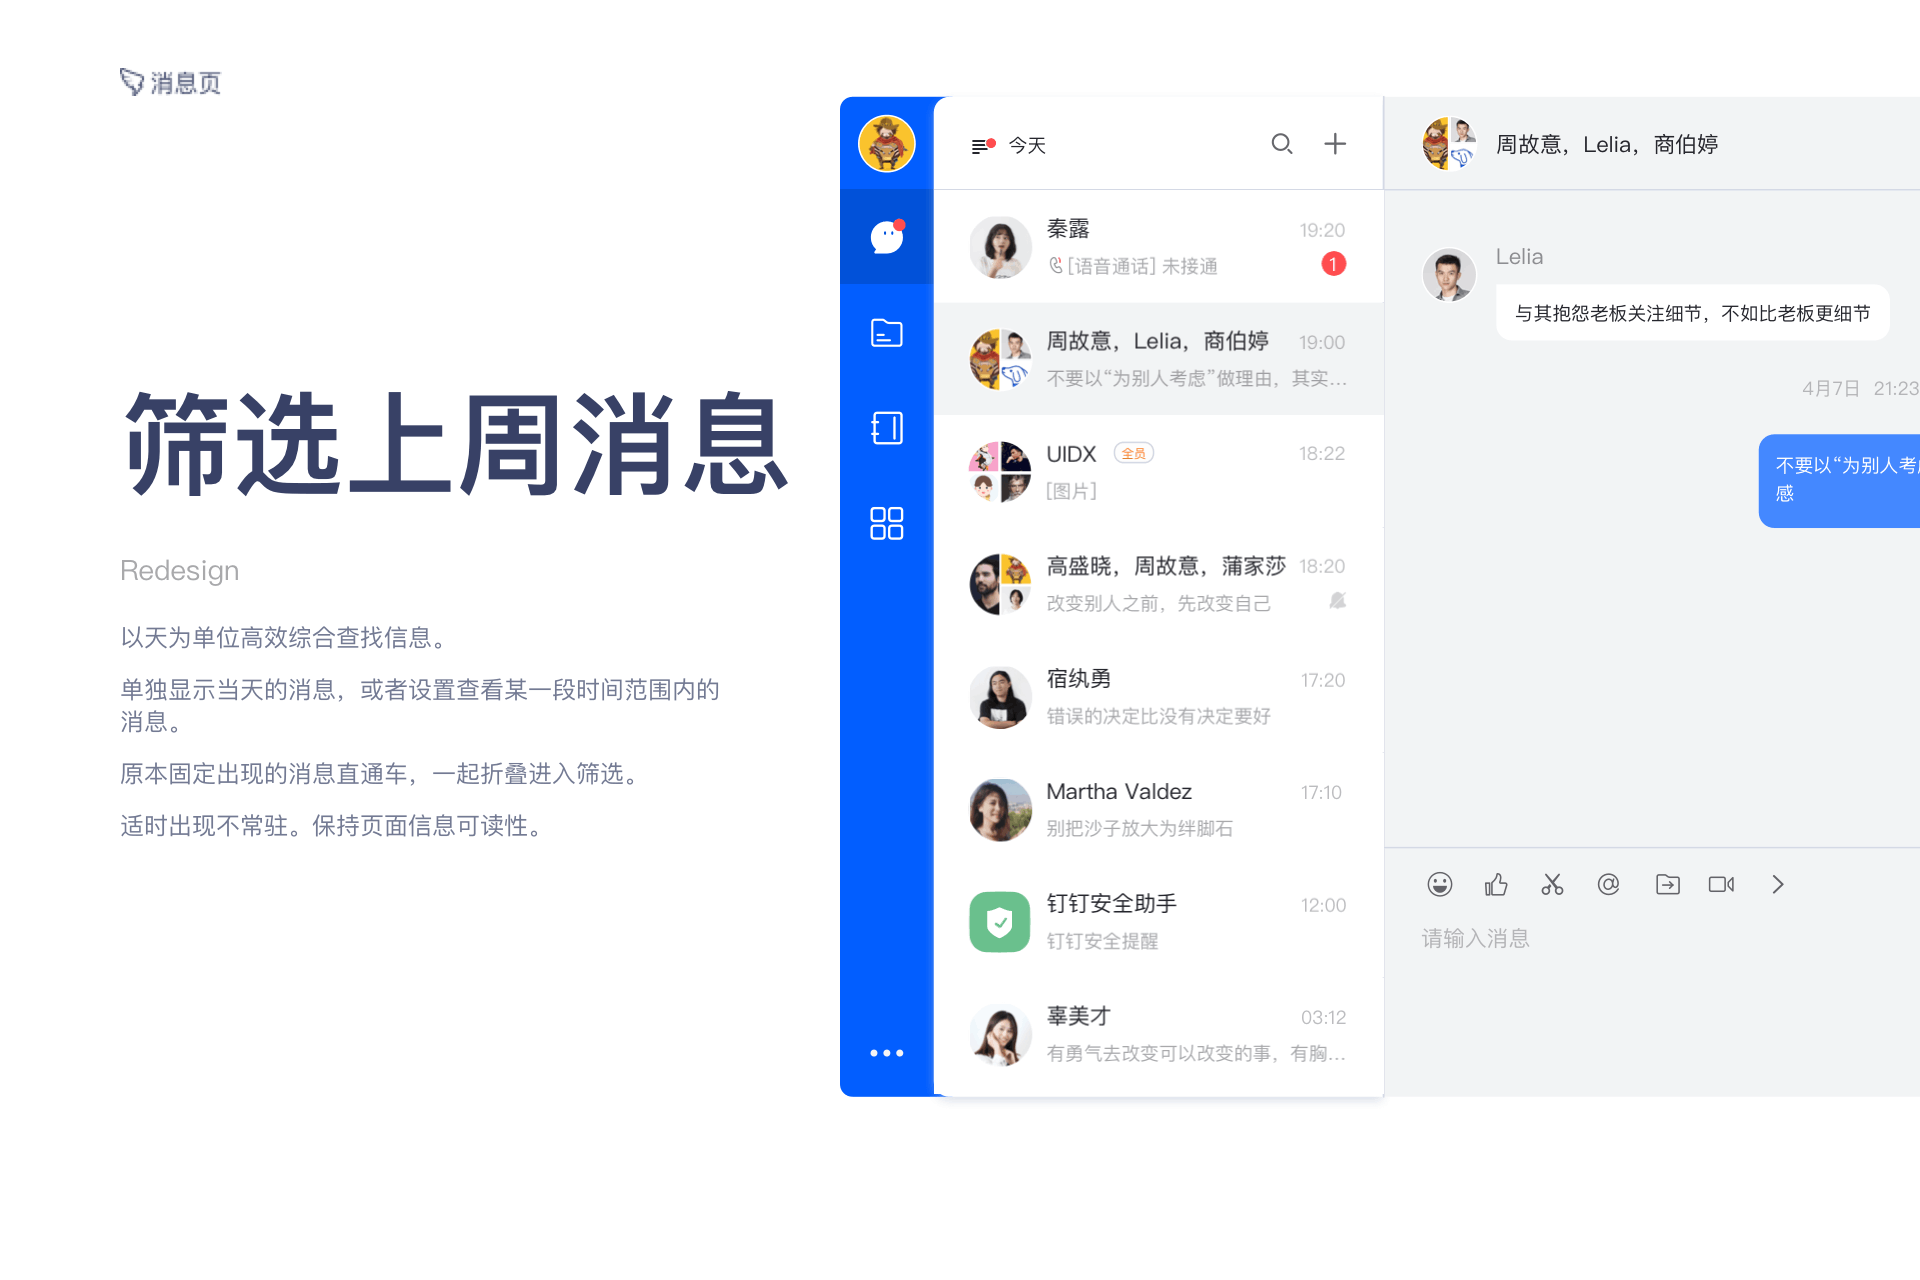 消息页
筛选上周消息
Redesign
以天为单位高效综合查找信息。
单独显示当天的消息，或者设置查看某一段时间范围内的
消息。
原本固定出现的消息直通车，一起折叠进入筛选。
适时出现不常驻。保持页面信息可读性。
今天
秦露
19:20
[语音通话] 未接通
1
周故意，Lelia，商伯婷
19:00
不要以“为别人考虑”做理由，其实...
UIDX
全员
18:22
[图片]
高盛晓，周故意，蒲家莎
18:20
改变别人之前，先改变自己
宿纨勇
17:20
错误的决定比没有决定要好
Martha Valdez
17:10
别把沙子放大为绊脚石
钉钉安全助手
12:00
钉钉安全提醒
辜美才
03:12
有勇气去改变可以改变的事，有胸...
周故意，Lelia，商伯婷
Lelia
与其抱怨老板关注细节，不如比老板更细节
4月7日 21:23
不要以“为别人考
感
请输入消息